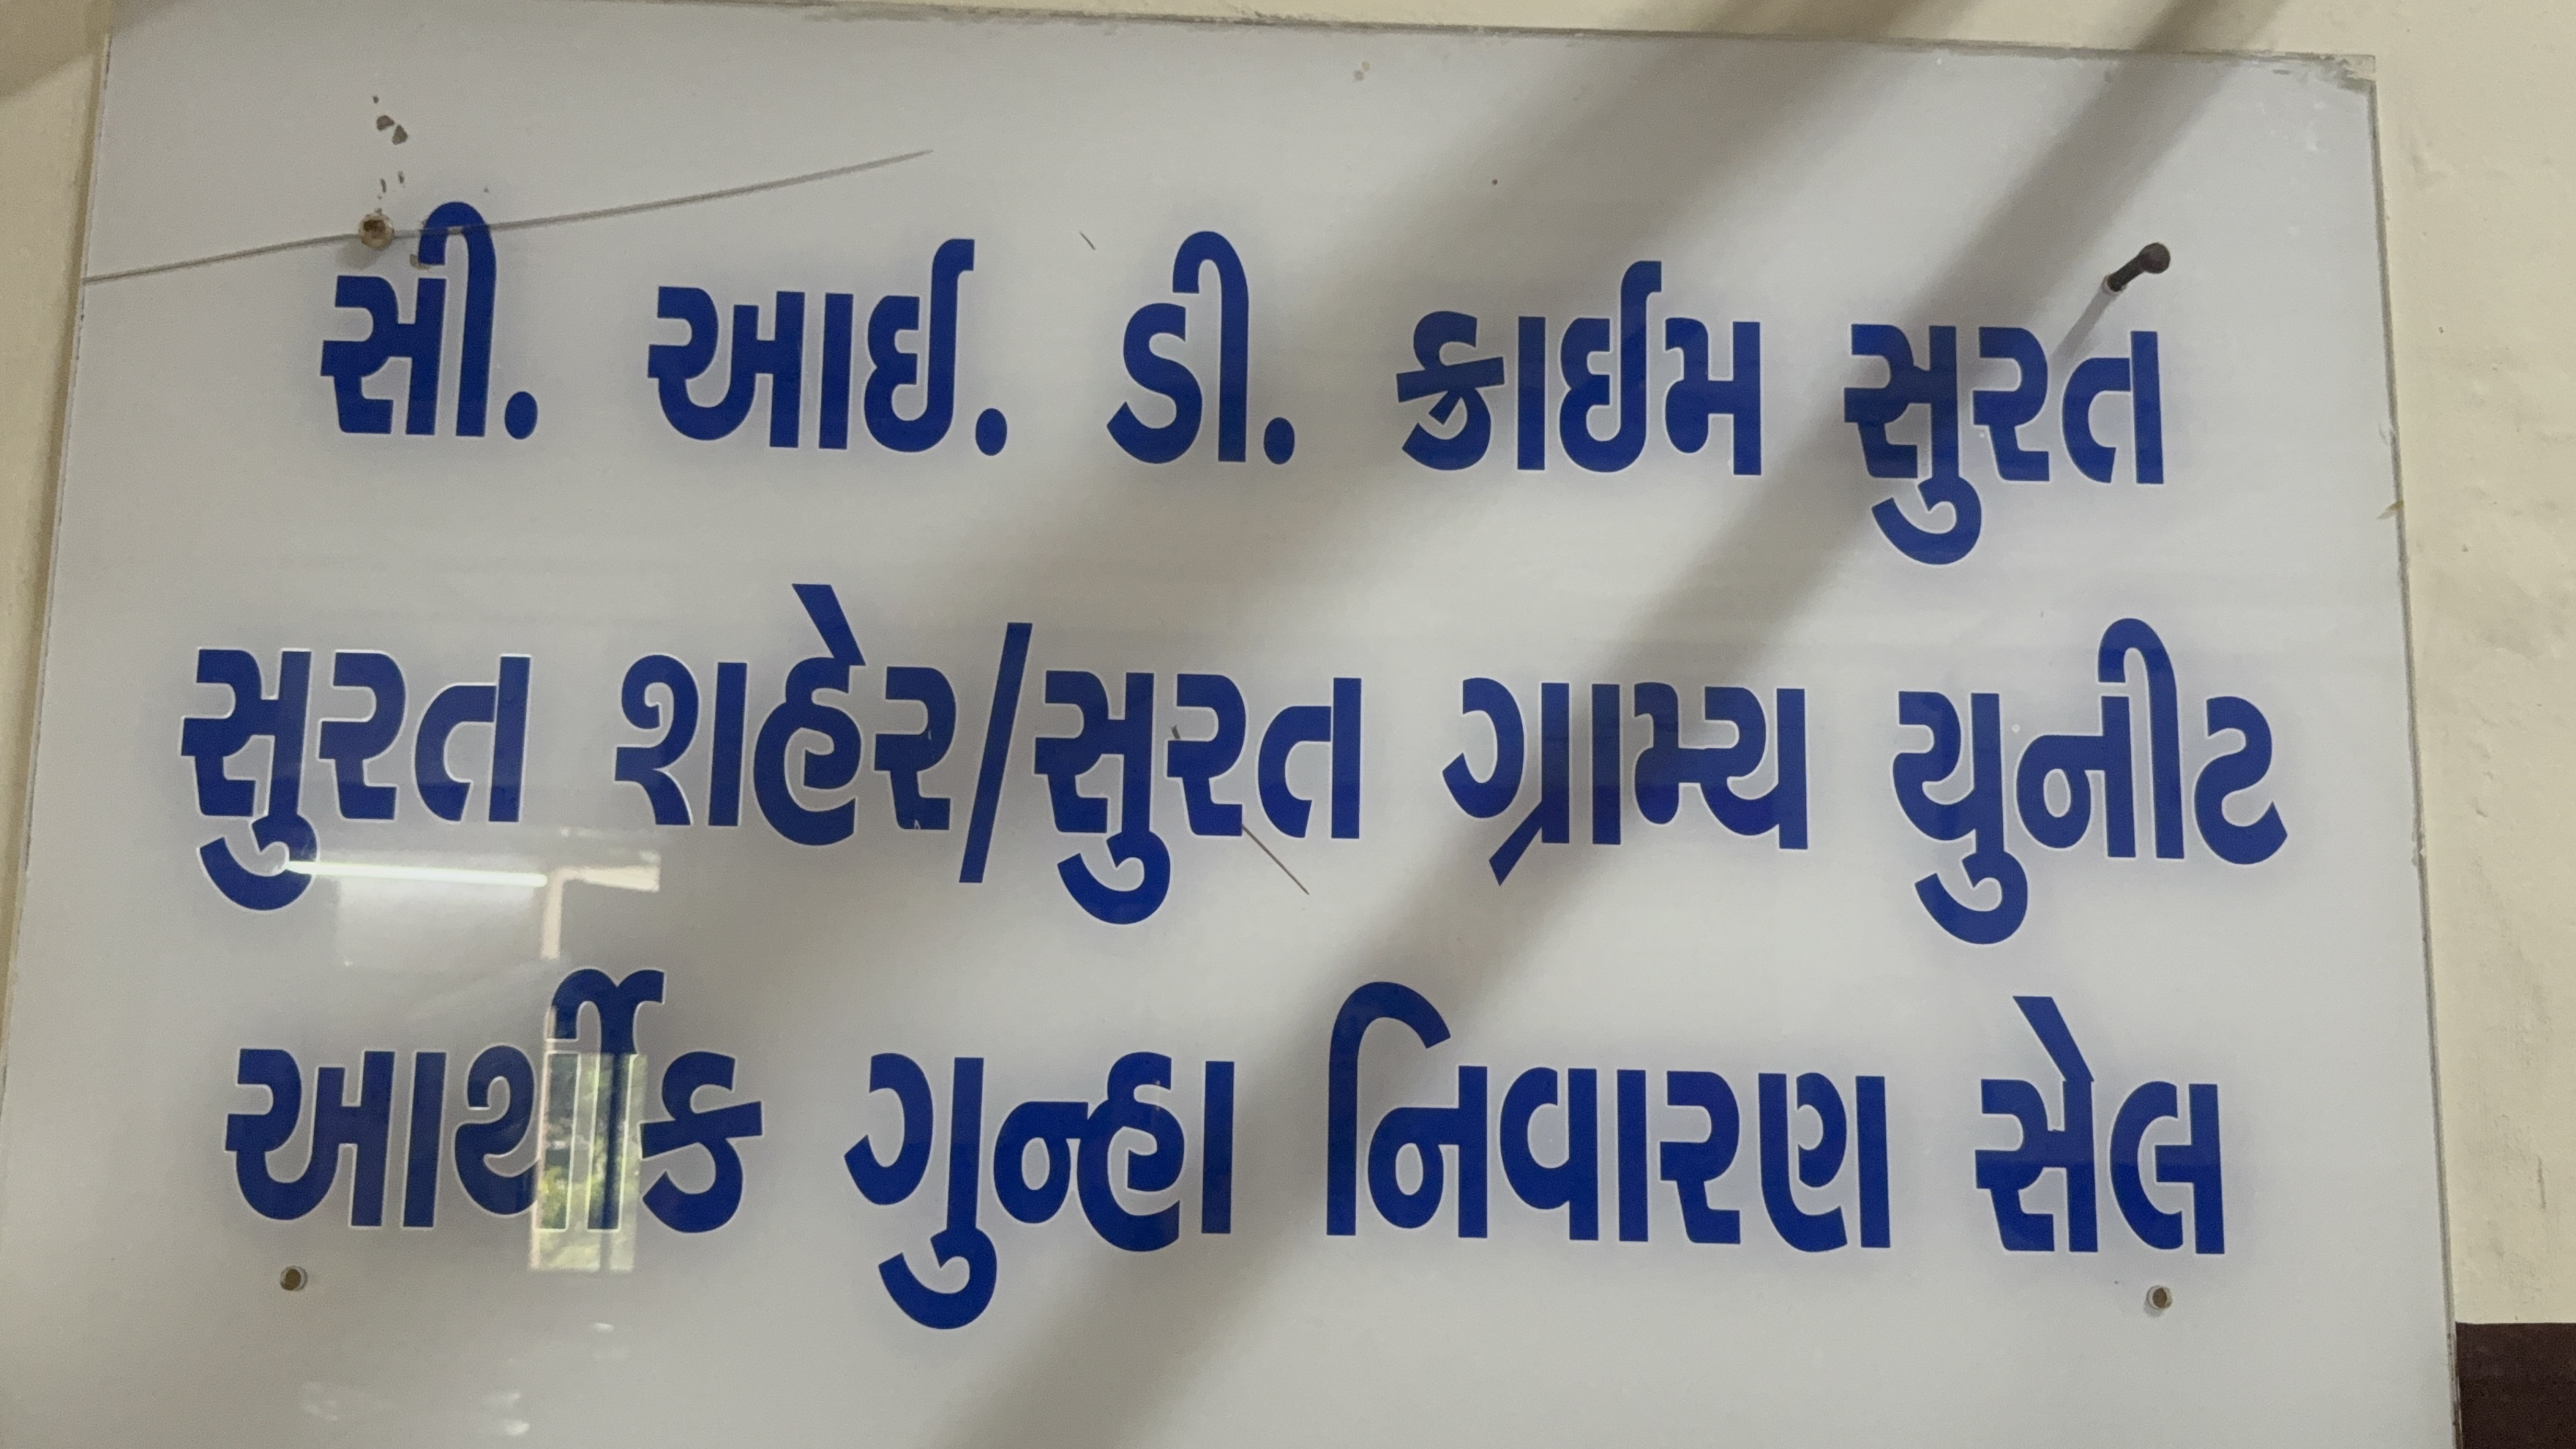 સી. આઈ. ડી. ક્રાઈમ સુરત
સુરત શહેર/સુરત ગ્રામ્ય યુનીટ
આર્થીક ગુન્હા નિવારણ સેલ